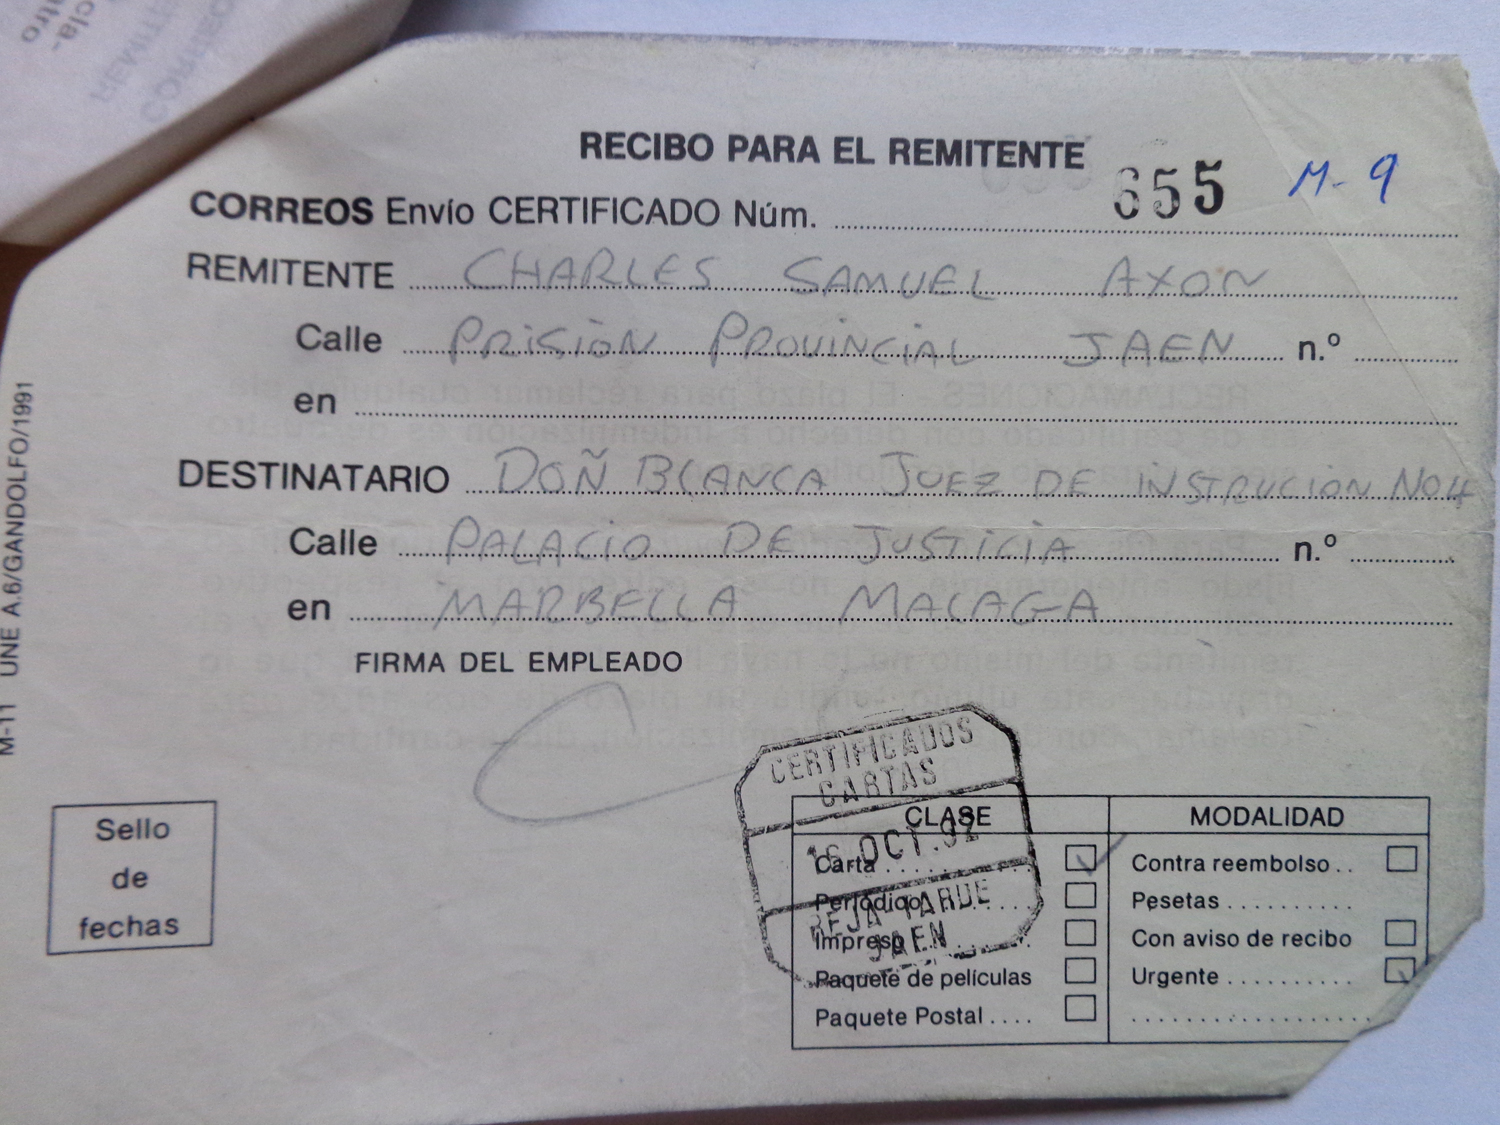 RECIBO PARA EL REMITENTE
CORREOS Envío CERTIFICADO Núm. 655 M-9
REMITENTE CHARLES SAMUEL AXON
Calle PRISION PROVINCIAL JAEN n.º
en
DESTINATARIO DOÑ BLANCA JUEZ DE INSTRUCION NO4
Calle PALACIO DE JUSTICIA n.º
en MARBELLA MALAGA
FIRMA DEL EMPLEADO
M-11 UNE A.6/GANDOLFO/1991
Sello
de
fechas
CERTIFICADOS
CARTAS
OCT.92
REJA TARDE
JAEN
CLASE MODALIDAD
Carta Contra reembolso
Periódico Pesetas
Impreso Con aviso de recibo
Paquete de películas Urgente
Paquete Postal